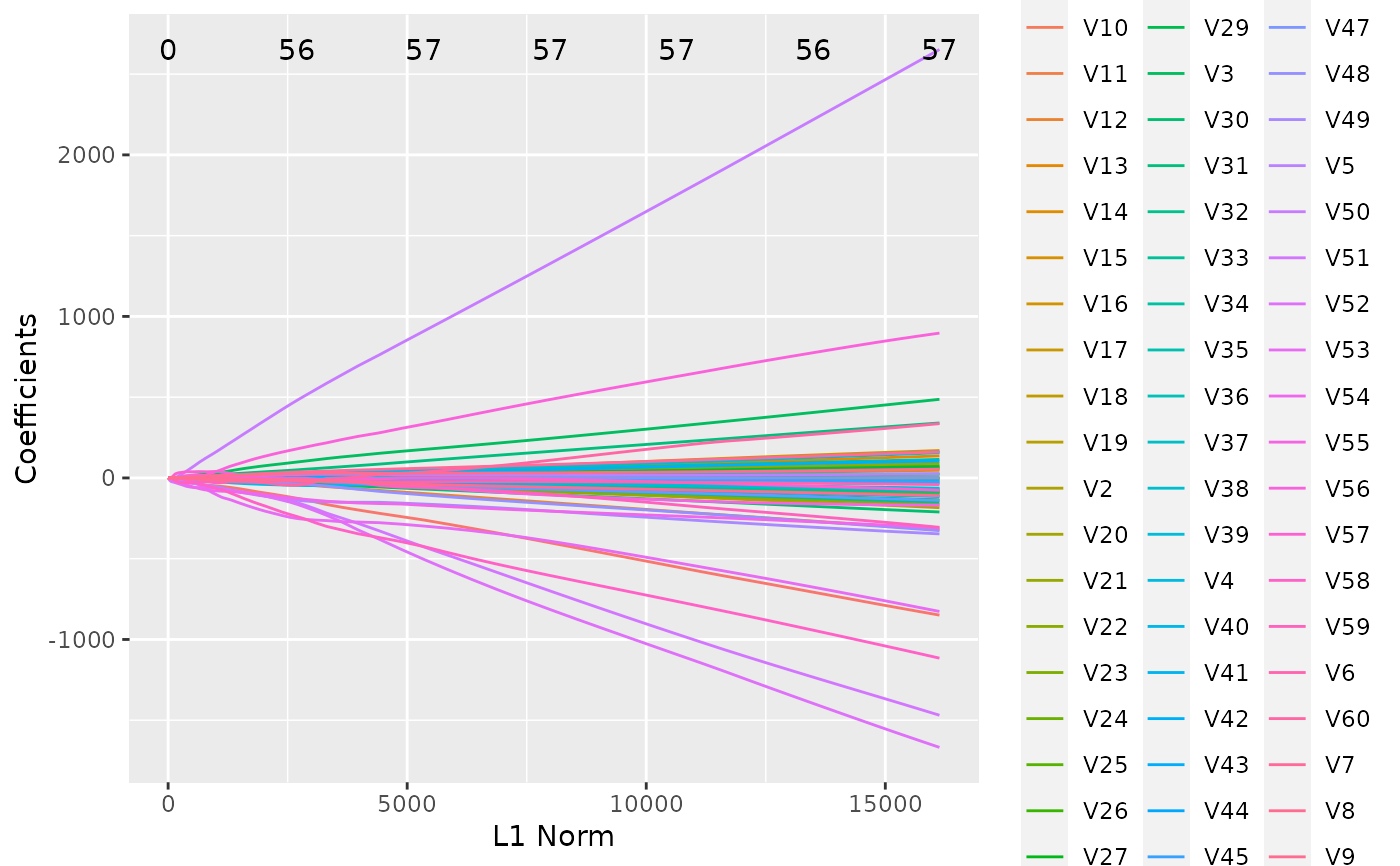 0 56 57 57 57 56 57
2000
1000
0
-1000
Coefficients
0 5000 10000 15000
L1 Norm
V10 V29 V47
V11 V3 V48
V12 V30 V49
V13 V31 V5
V14 V32 V50
V15 V33 V51
V16 V34 V52
V17 V35 V53
V18 V36 V54
V19 V37 V55
V2 V38 V56
V20 V39 V57
V21 V4 V58
V22 V40 V59
V23 V41 V6
V24 V42 V60
V25 V43 V7
V26 V44 V8
V27 V45 V9